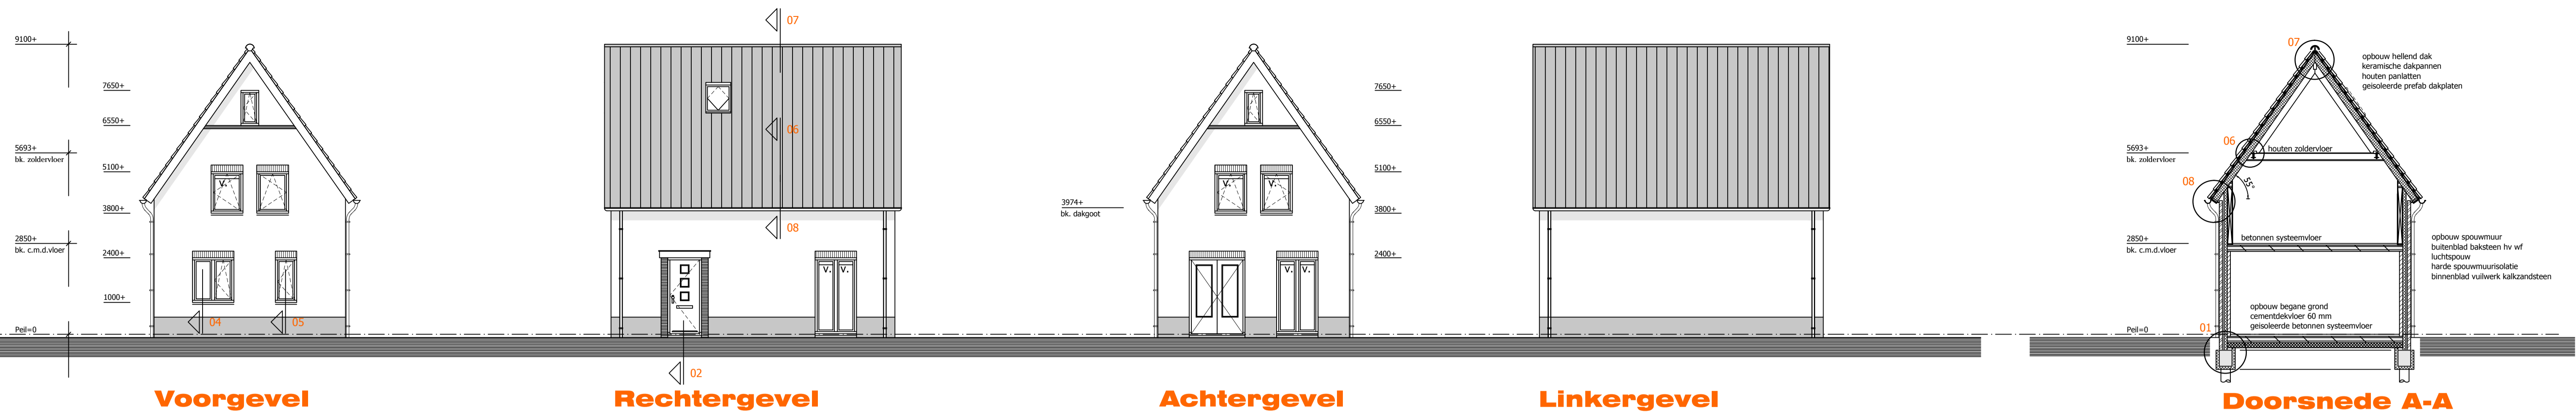 9100+
7650+
6550+
5693+
bk. zoldervloer
5100+
3800+
2850+
bk. c.m.d.vloer
2400+
1000+
Peil=0
V.
04
05
Voorgevel
07
06
08
V. V.
02
Rechtergevel
3974+
bk. dakgoot
V. V.
V. V.
7650+
6550+
5100+
3800+
2400+
Achtergevel
Linkergevel
9100+
5693+
bk. zoldervloer
2850+
bk. c.m.d.vloer
Peil=0
07
06
08
01
55°
houten zoldervloer
betonnen systeemvloer
opbouw begane grond
cementdekvloer 60 mm
geisoleerde betonnen systeemvloer
opbouw hellend dak
keramische dakpannen
houten panlatten
geisoleerde prefab dakplaten
opbouw spouwmuur
buitenblad baksteen hv wf
luchtspouw
harde spouwmuurisolatie
binnenblad vuilwerk kalkzandsteen
Doorsnede A-A